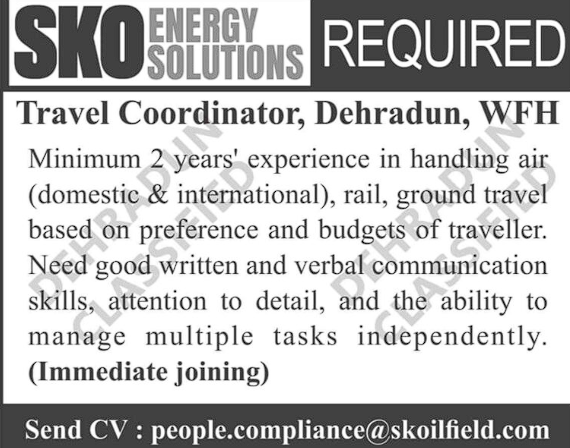 SKO ENERGY SOLUTIONS REQUIRED
Travel Coordinator, Dehradun, WFH
Minimum 2 years' experience in handling air
(domestic & international), rail, ground travel
based on preference and budgets of traveller.
Need good written and verbal communication
skills, attention to detail, and the ability to
manage multiple tasks independently.
(Immediate joining)
Send CV : people.compliance@skoilfield.com
DEHRADUN
CLASSIFIED
DEHRADUN
CLASSIFIED